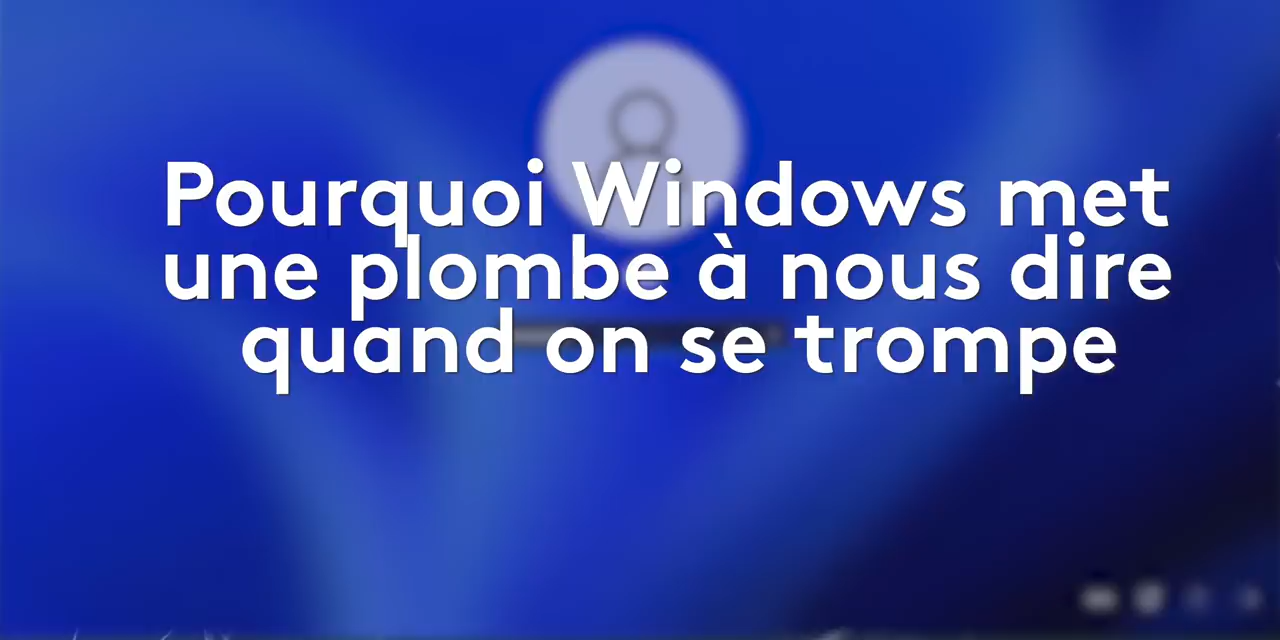 Pourquoi Windows met
une plombe à nous dire
quand on se trompe